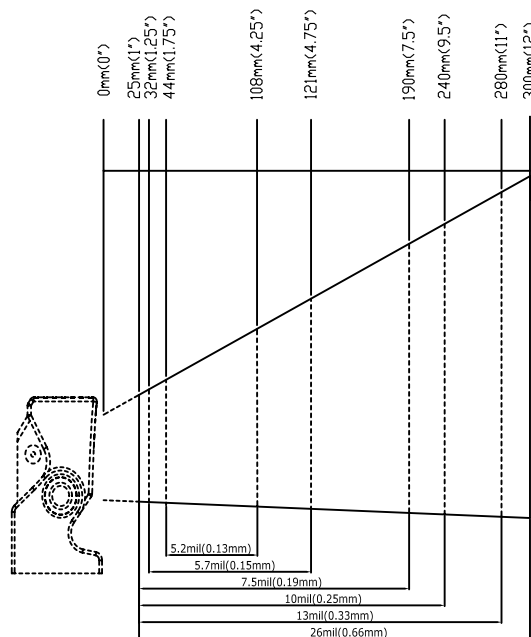 0mm(0")
25mm(1")
32mm(1.25")
44mm(1.75")
108mm(4.25")
121mm(4.75")
190mm(7.5")
240mm(9.5")
280mm(11")
300mm(12")
5.2mil(0.13mm)
5.7mil(0.15mm)
7.5mil(0.19mm)
10mil(0.25mm)
13mil(0.33mm)
26mil(0.66mm)